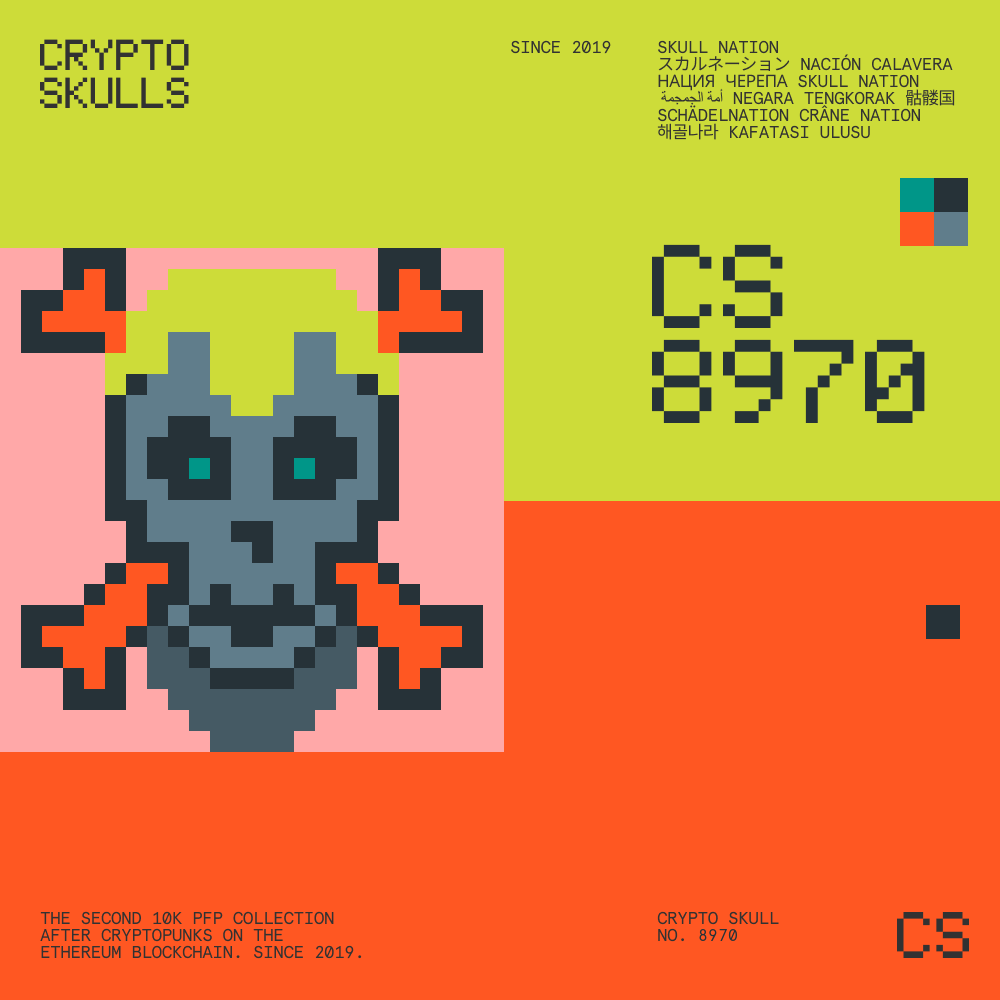 CRYPTO
SKULLS
SINCE 2019
SKULL NATION
スカルネーション NACIÓN CALAVERA
НАЦИЯ ЧЕРЕПА SKULL NATION
أمة الجمجمة NEGARA TENGKORAK 骷髅国
SCHÄDELNATION CRÂNE NATION
해골나라 KAFATASI ULUSU
CS
8970
THE SECOND 10K PFP COLLECTION
AFTER CRYPTOPUNKS ON THE
ETHEREUM BLOCKCHAIN. SINCE 2019.
CRYPTO SKULL
NO. 8970
CS